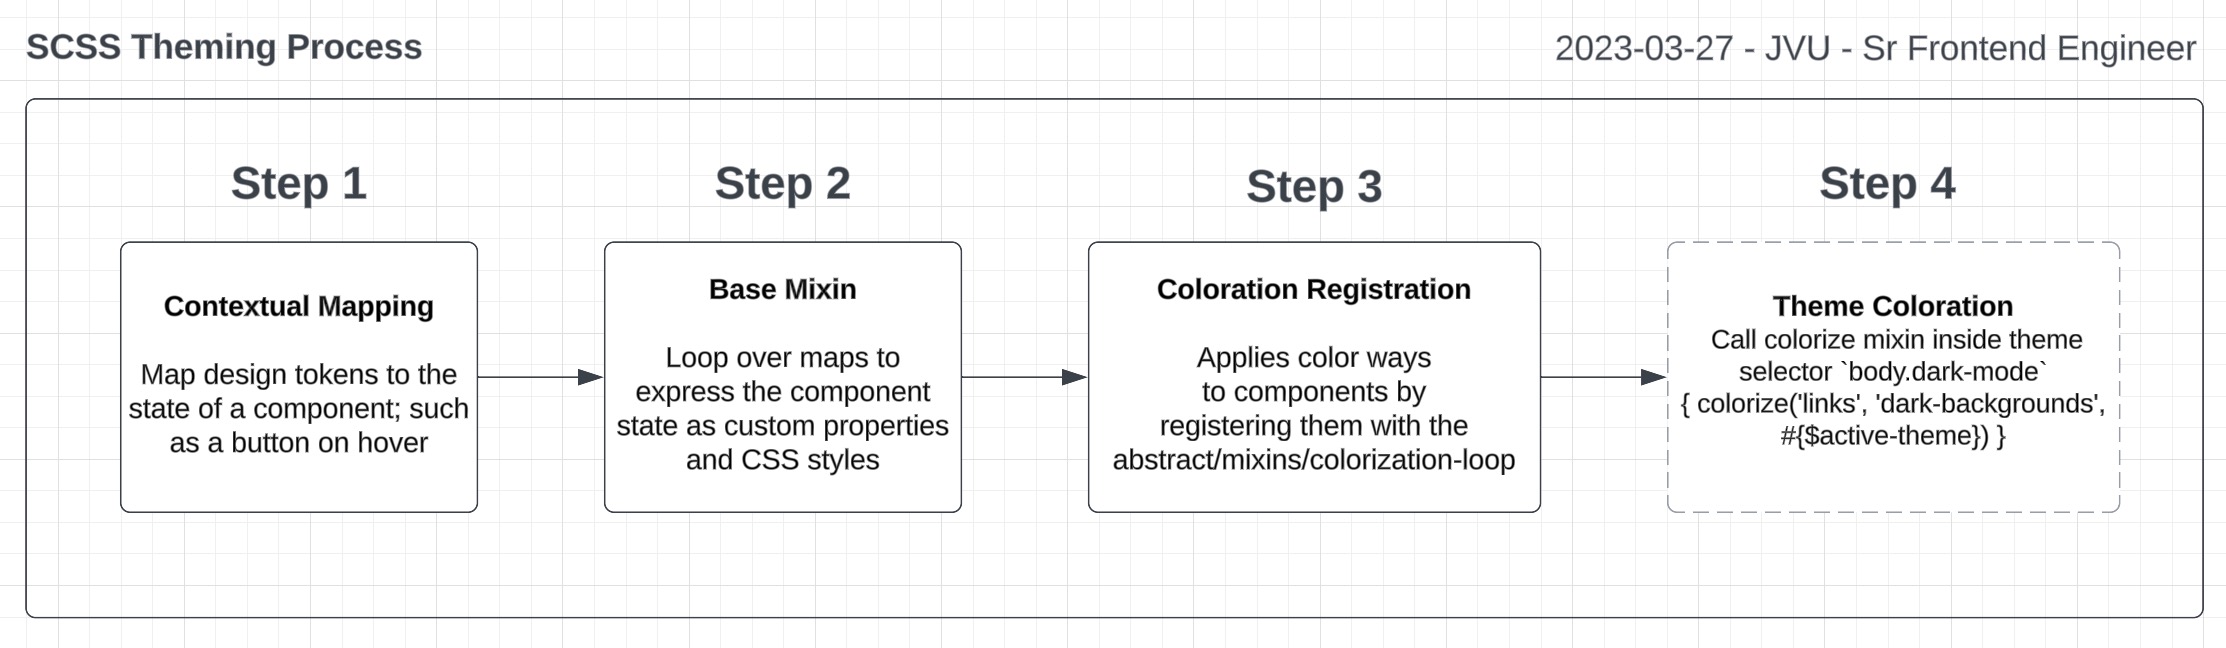 SCSS Theming Process
2023-03-27 - JVU - Sr Frontend Engineer
Step 1
Contextual Mapping
Map design tokens to the
state of a component; such
as a button on hover
Step 2
Base Mixin
Loop over maps to
express the component
state as custom properties
and CSS styles
Step 3
Coloration Registration
Applies color ways
to components by
registering them with the
abstract/mixins/colorization-loop
Step 4
Theme Coloration
Call colorize mixin inside theme
selector `body.dark-mode`
{ colorize('links', 'dark-backgrounds',
#{$active-theme}) }